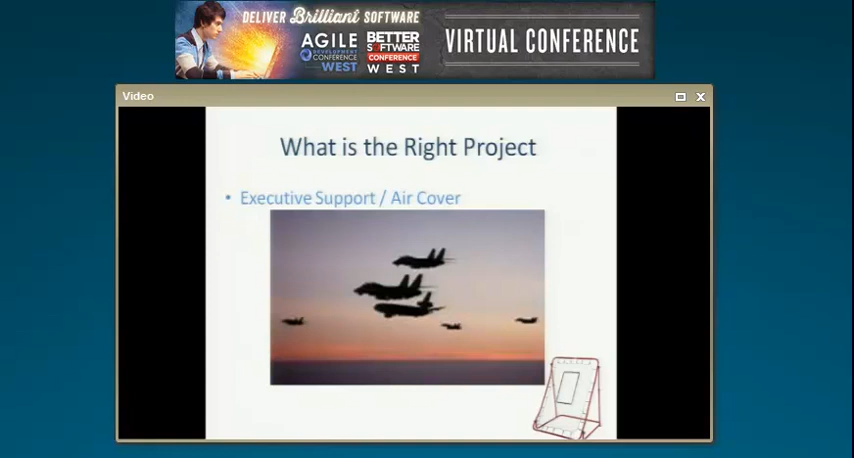 DELIVER Brilliant SOFTWARE
AGILE
DEVELOPMENT
CONFERENCE
WEST
BETTER
SOFTWARE
CONFERENCE
WEST
VIRTUAL CONFERENCE
Video
What is the Right Project
• Executive Support / Air Cover